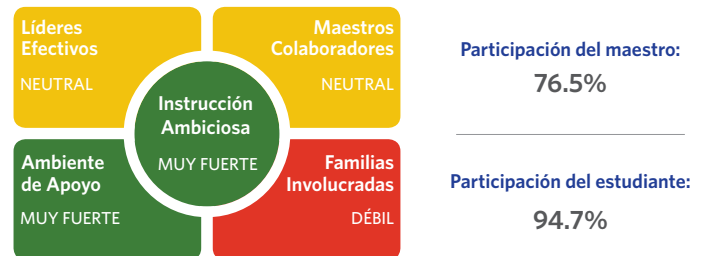 Líderes
Efectivos
NEUTRAL
Maestros
Colaboradores
NEUTRAL
Instrucción
Ambiciosa
MUY FUERTE
Ambiente
de Apoyo
MUY FUERTE
Familias
Involucradas
DÉBIL
Participación del maestro:
76.5%
Participación del estudiante:
94.7%